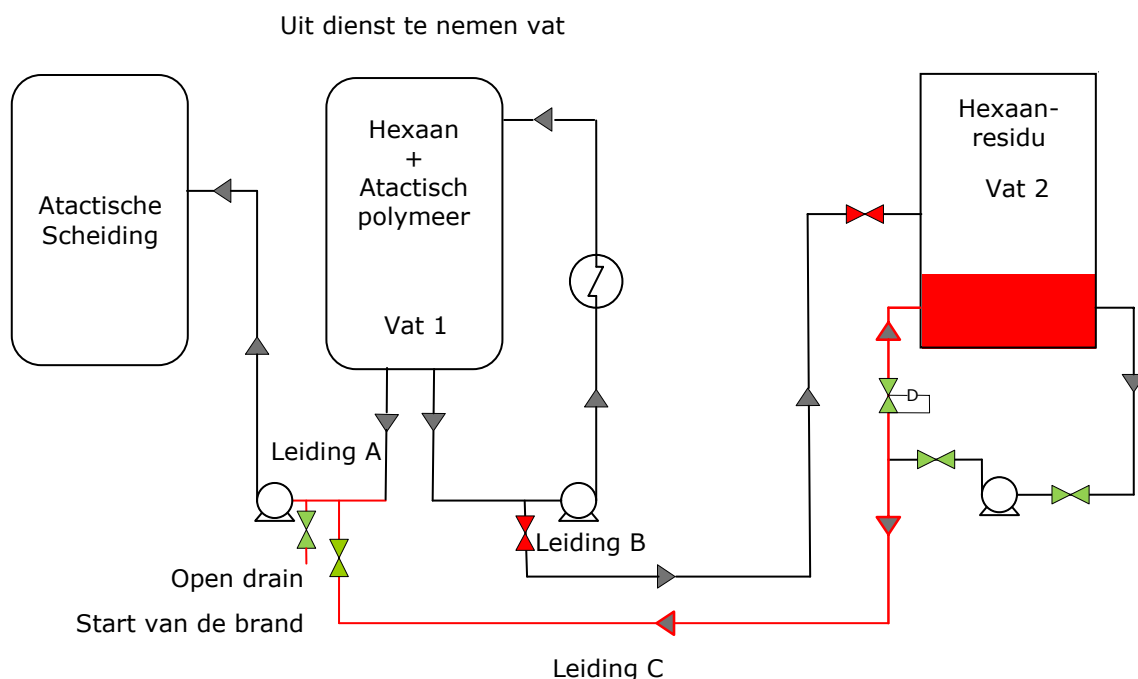 Uit dienst te nemen vat
Atactische
Scheiding
Hexaan
+
Atactisch
polymeer
Vat 1
Hexaan-
residu
Vat 2
D
Leiding A
Leiding B
Open drain
Start van de brand
Leiding C